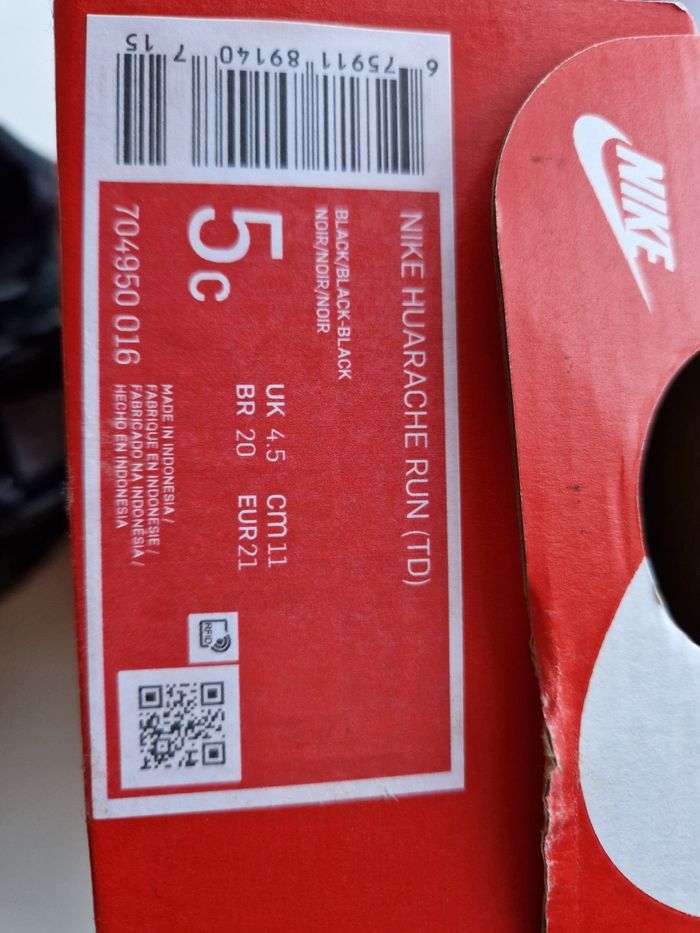 6 75911 89140 7 15
NIKE HUARACHE RUN (TD)
BLACK/BLACK-BLACK
NOIR/NOIR/NOIR
5C
UK 4.5 cm 11
BR 20 EUR 21
704950 016
MADE IN INDONESIA /
FABRIQUE EN INDONESIE /
FABRICADO NA INDONÉSIA /
HECHO EN INDONESIA
RFID
NIKE